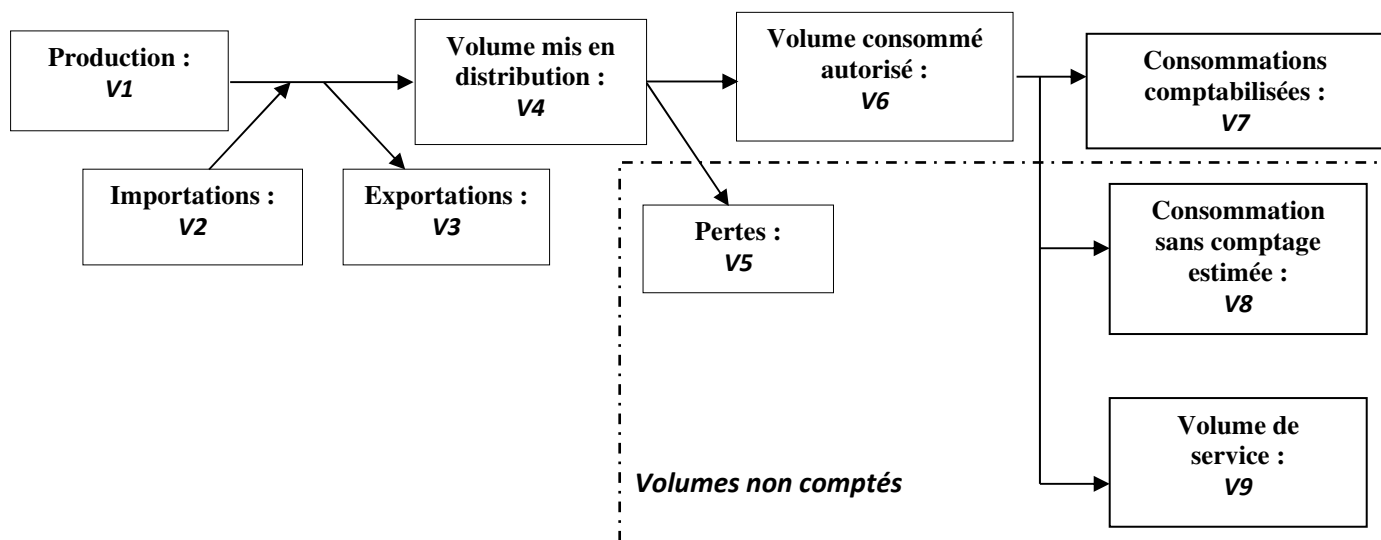 Production :
V1
Volume mis en
distribution :
V4
Volume consommé
autorisé :
V6
Consommations
comptabilisées :
V7
Importations :
V2
Exportations :
V3
Pertes :
V5
Consommation
sans comptage
estimée :
V8
Volume de
service :
V9
Volumes non comptés